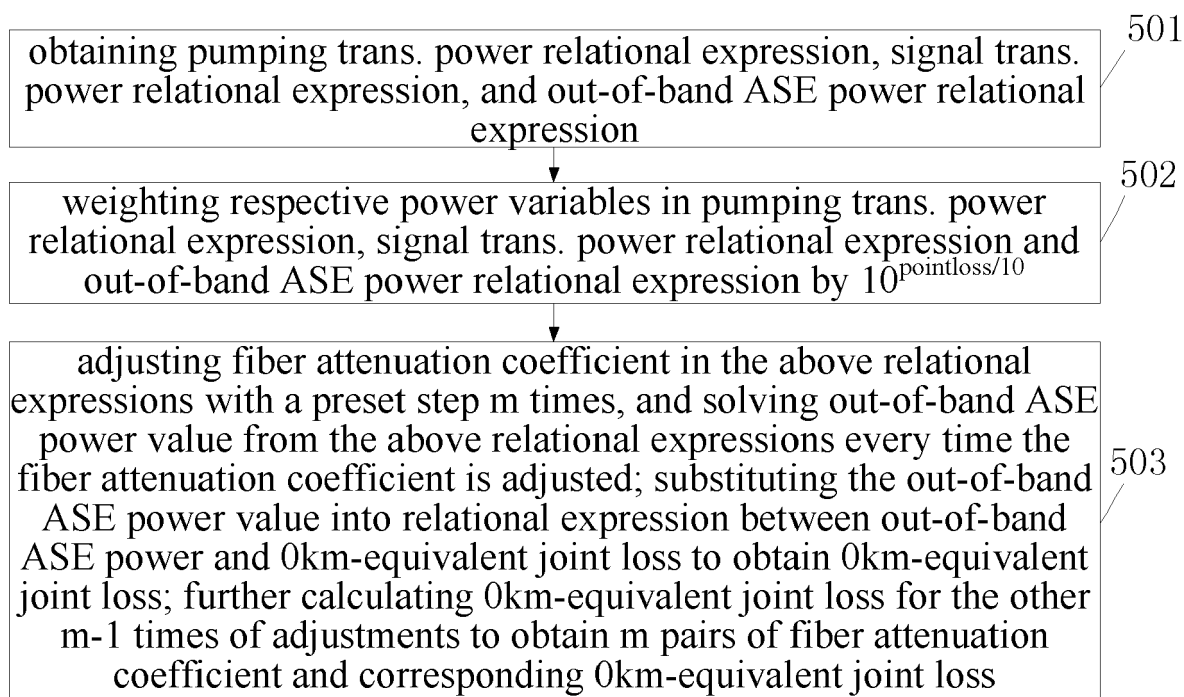 obtaining pumping trans. power relational expression, signal trans.
power relational expression, and out-of-band ASE power relational
expression
501
weighting respective power variables in pumping trans. power
relational expression, signal trans. power relational expression and
out-of-band ASE power relational expression by 10^pointloss/10
502
adjusting fiber attenuation coefficient in the above relational
expressions with a preset step m times, and solving out-of-band ASE
power value from the above relational expressions every time the
fiber attenuation coefficient is adjusted; substituting the out-of-band
ASE power value into relational expression between out-of-band
ASE power and 0km-equivalent joint loss to obtain 0km-equivalent
joint loss; further calculating 0km-equivalent joint loss for the other
m-1 times of adjustments to obtain m pairs of fiber attenuation
coefficient and corresponding 0km-equivalent joint loss
503